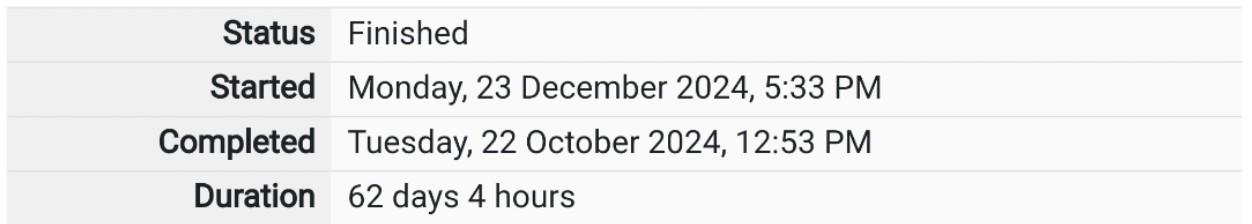 Status Finished
Started Monday, 23 December 2024, 5:33 PM
Completed Tuesday, 22 October 2024, 12:53 PM
Duration 62 days 4 hours